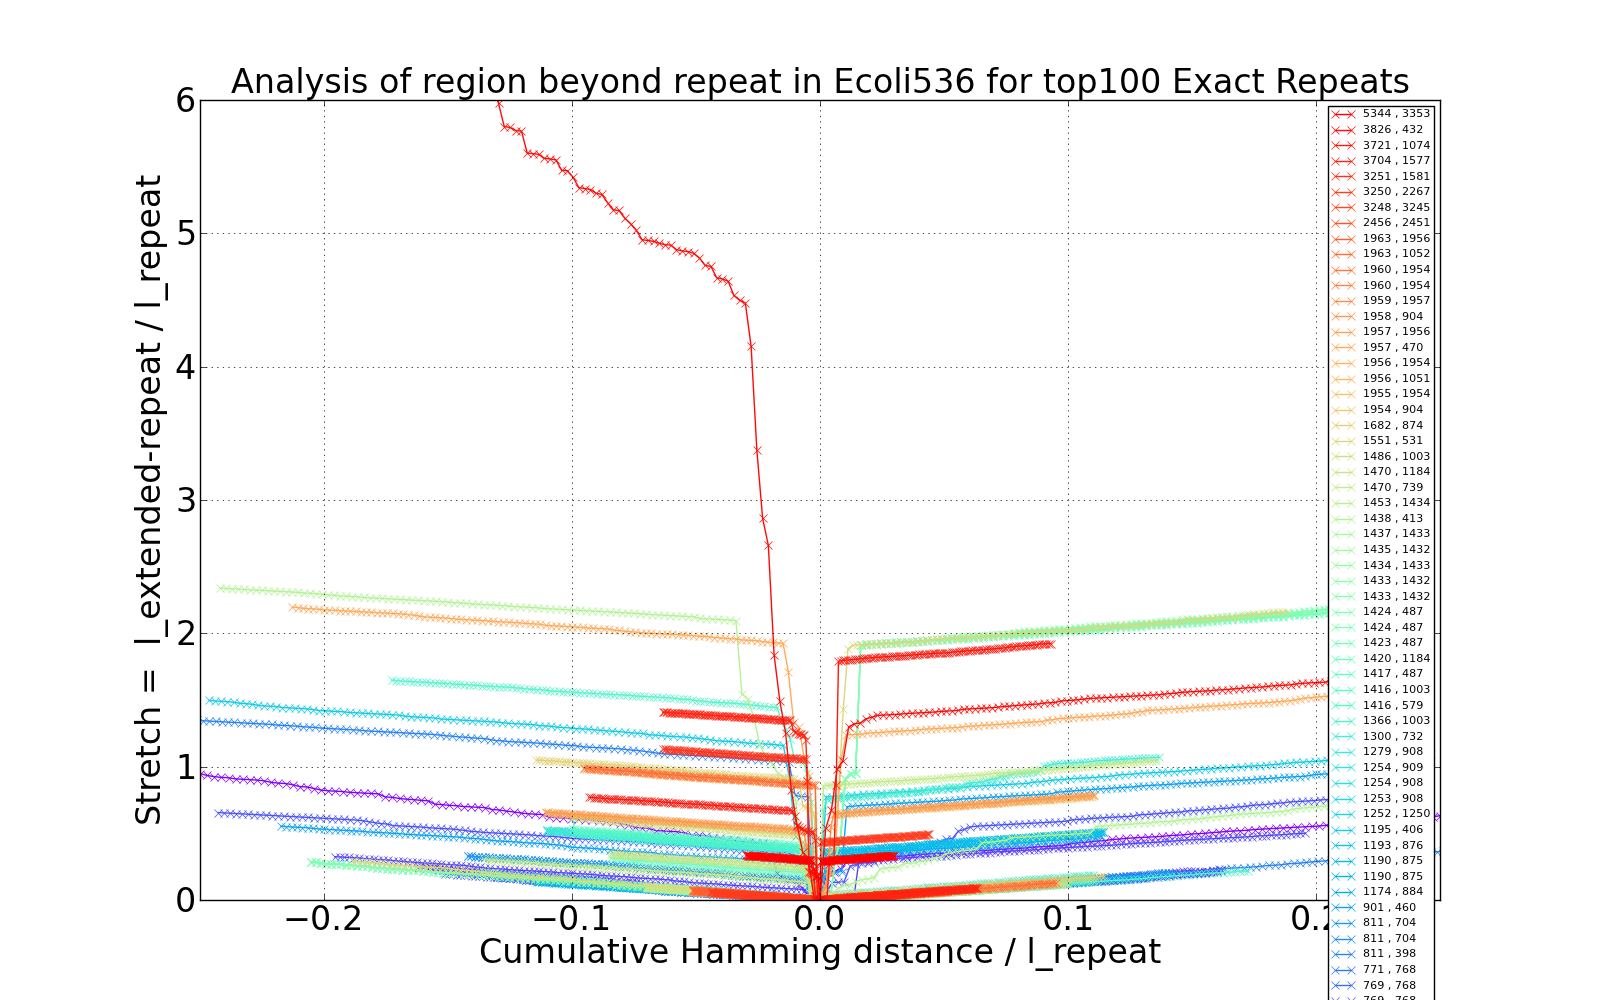 Analysis of region beyond repeat in Ecoli536 for top100 Exact Repeats
Stretch = l_extended-repeat / l_repeat
6
5
4
3
2
1
0
−0.2
−0.1
0.0
0.1
Cumulative Hamming distance / l_repeat
5344 , 3353
3826 , 432
3721 , 1074
3704 , 1577
3251 , 1581
3250 , 2267
3248 , 3245
2456 , 2451
1963 , 1956
1963 , 1052
1960 , 1954
1960 , 1954
1959 , 1957
1958 , 904
1957 , 1956
1957 , 470
1956 , 1954
1956 , 1051
1955 , 1954
1954 , 904
1682 , 874
1551 , 531
1486 , 1003
1470 , 1184
1470 , 739
1453 , 1434
1438 , 413
1437 , 1433
1435 , 1432
1434 , 1433
1433 , 1432
1433 , 1432
1424 , 487
1424 , 487
1423 , 487
1420 , 1184
1417 , 487
1416 , 1003
1416 , 579
1366 , 1003
1300 , 732
1279 , 908
1254 , 909
1254 , 908
1253 , 908
1252 , 1250
1195 , 406
1193 , 876
1190 , 875
1190 , 875
1174 , 884
901 , 460
811 , 704
811 , 704
811 , 398
771 , 768
769 , 768